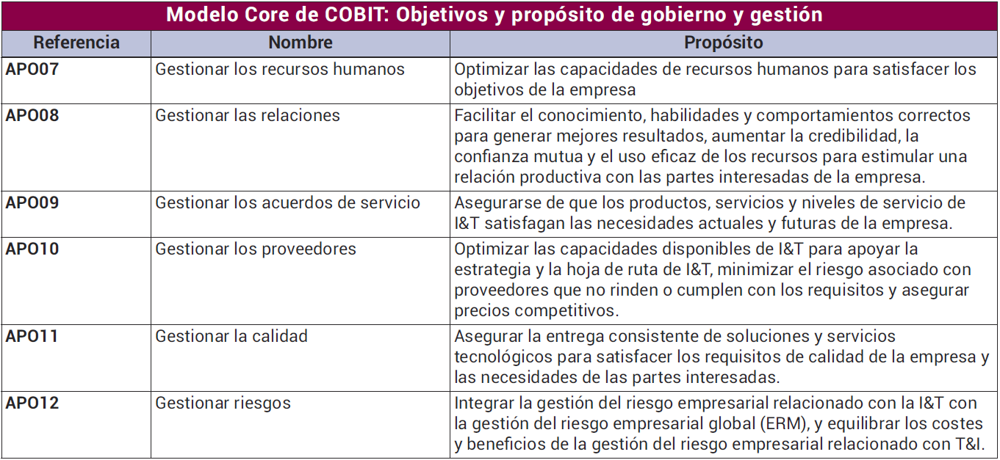 Modelo Core de COBIT: Objetivos y propósito de gobierno y gestión
Referencia Nombre Propósito
APO07 Gestionar los recursos humanos Optimizar las capacidades de recursos humanos para satisfacer los
objetivos de la empresa
APO08 Gestionar las relaciones Facilitar el conocimiento, habilidades y comportamientos correctos
para generar mejores resultados, aumentar la credibilidad, la
confianza mutua y el uso eficaz de los recursos para estimular una
relación productiva con las partes interesadas de la empresa.
APO09 Gestionar los acuerdos de servicio Asegurarse de que los productos, servicios y niveles de servicio de
I&T satisfagan las necesidades actuales y futuras de la empresa.
APO10 Gestionar los proveedores Optimizar las capacidades disponibles de I&T para apoyar la
estrategia y la hoja de ruta de I&T, minimizar el riesgo asociado con
proveedores que no rinden o cumplen con los requisitos y asegurar
precios competitivos.
APO11 Gestionar la calidad Asegurar la entrega consistente de soluciones y servicios
tecnológicos para satisfacer los requisitos de calidad de la empresa y
las necesidades de las partes interesadas.
APO12 Gestionar riesgos Integrar la gestión del riesgo empresarial relacionado con la I&T con
la gestión del riesgo empresarial global (ERM), y equilibrar los costes
y beneficios de la gestión del riesgo empresarial relacionado con T&I.